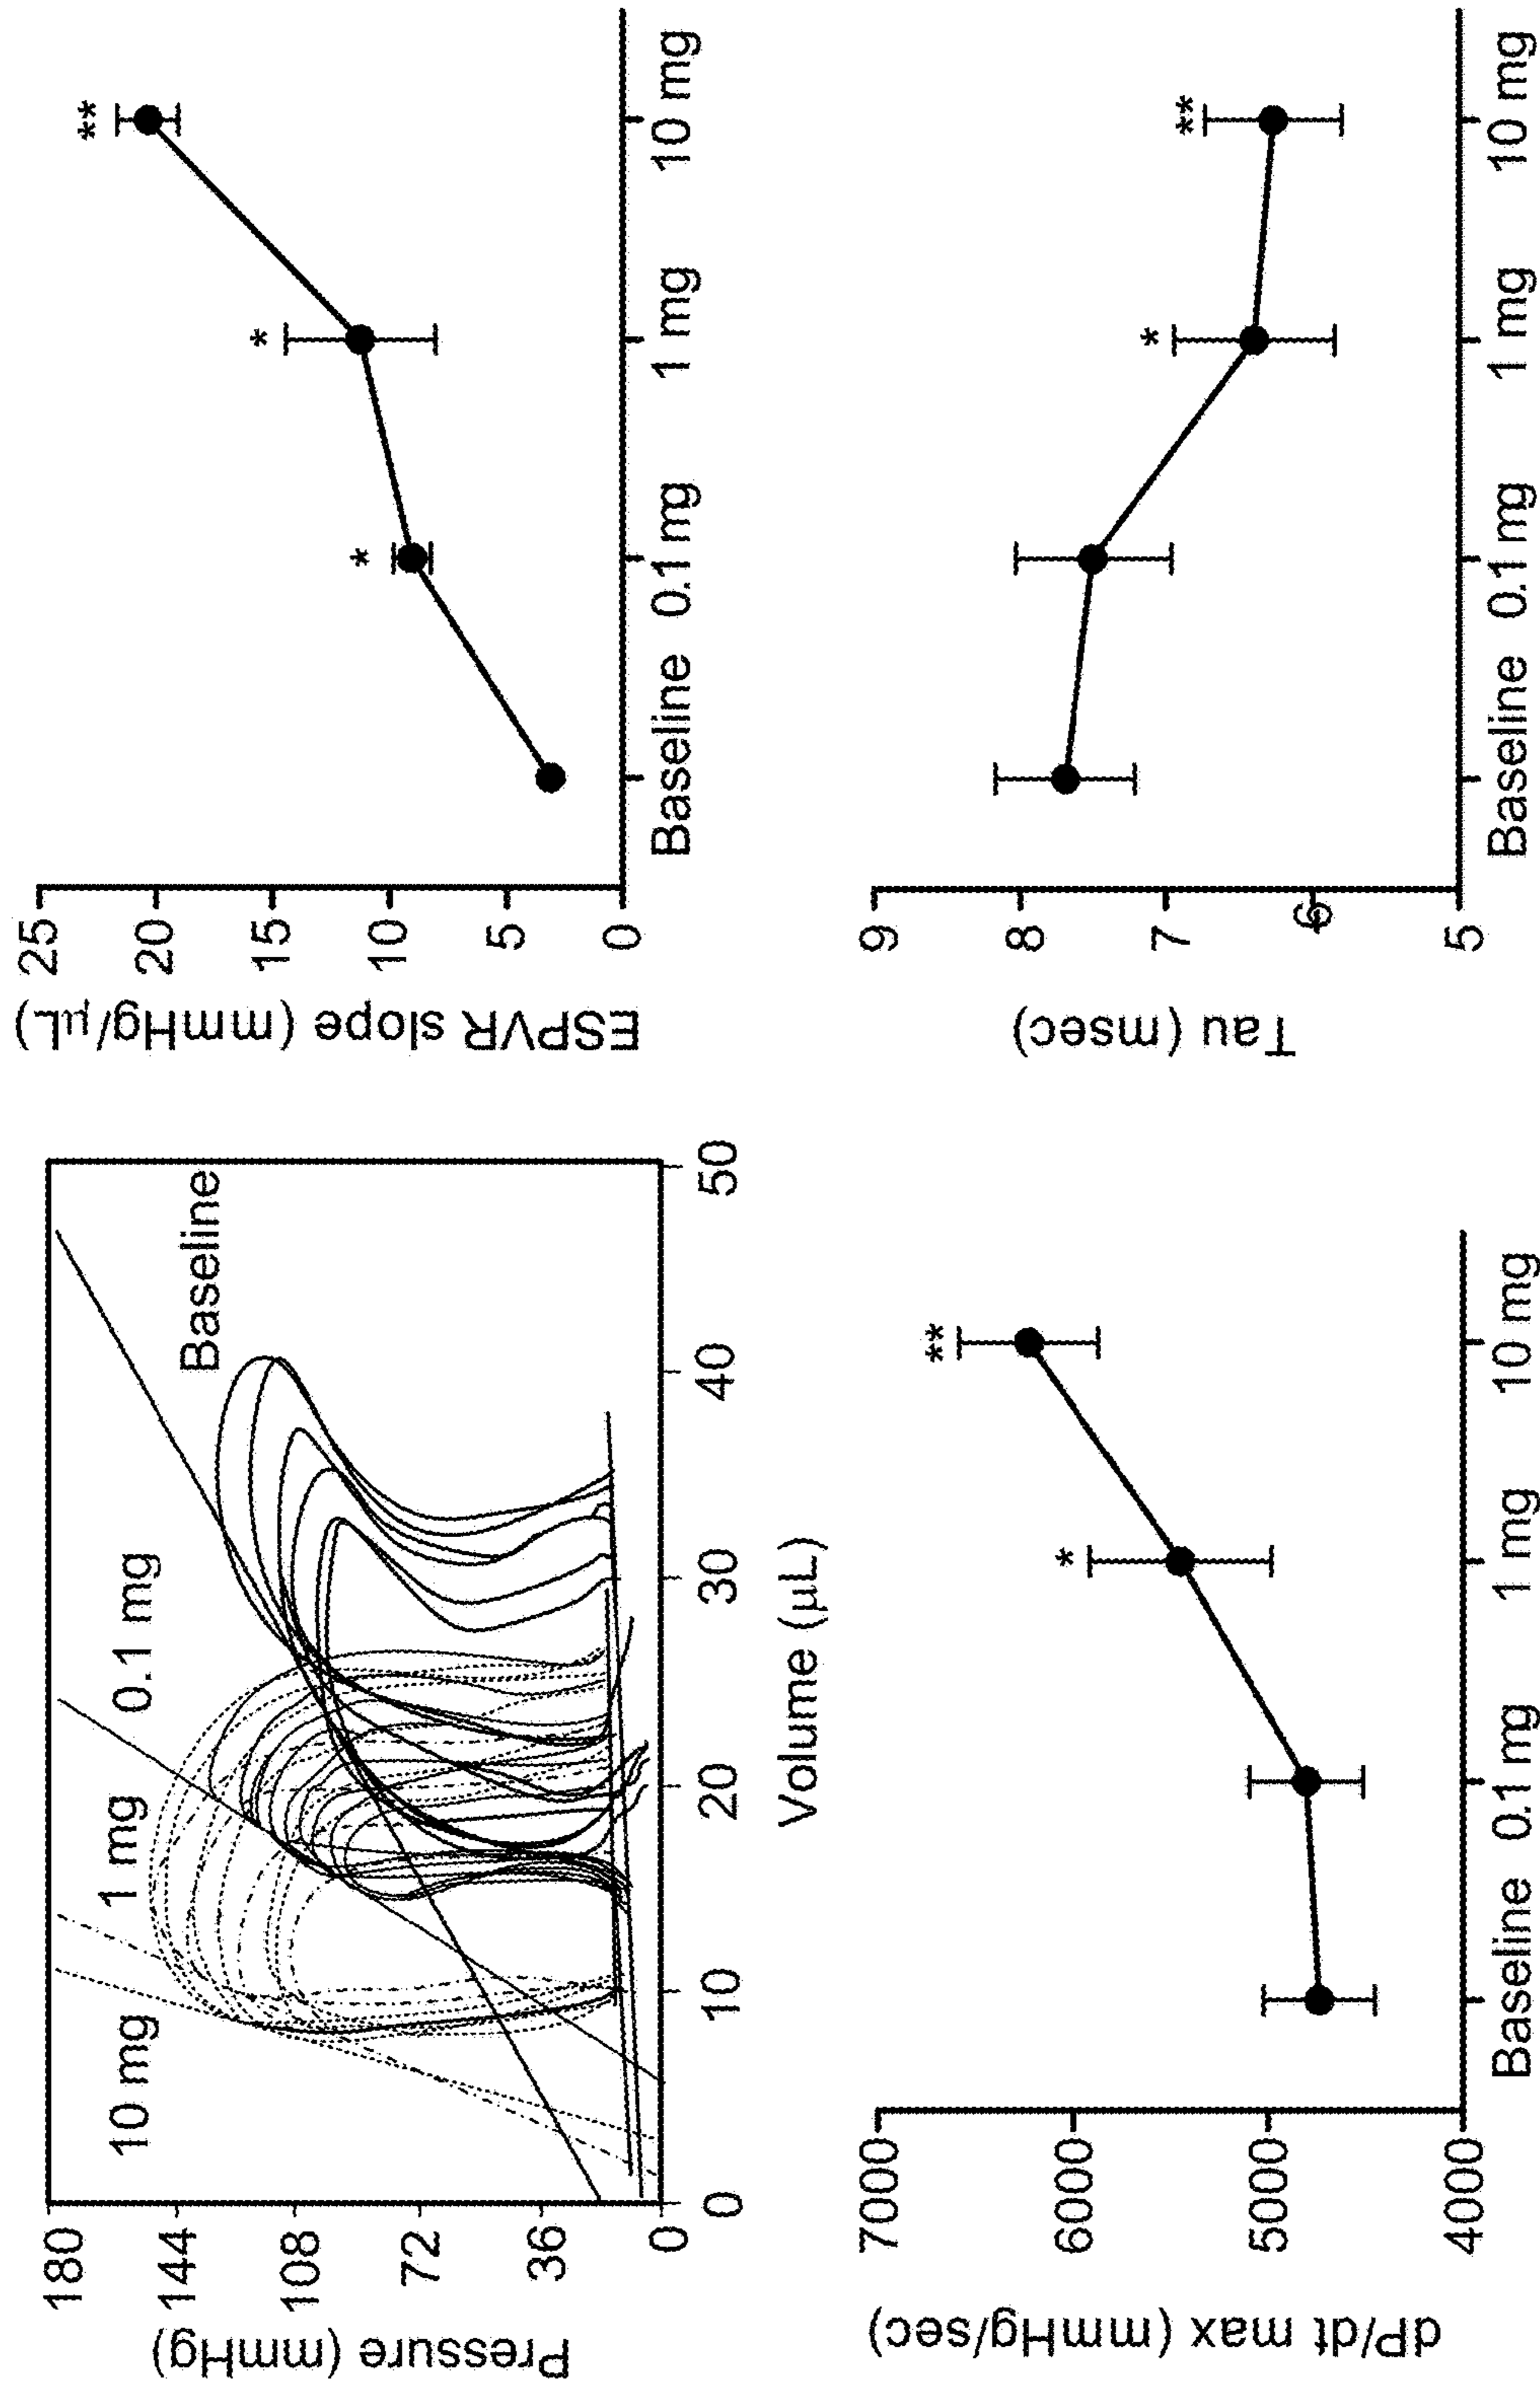 Pressure (mmHg)
180
144
108
72
36
0
10 mg
1 mg
0.1 mg
Baseline
0
10
20
30
40
50
Volume (μL)
ESPVR slope (mmHg/μL)
25
20
15
10
5
0
*
*
**
Baseline
0.1 mg
1 mg
10 mg
dP/dt max (mmHg/sec)
7000
6000
5000
4000
*
**
Baseline
0.1 mg
1 mg
10 mg
Tau (msec)
9
8
7
6
5
*
**
Baseline
0.1 mg
1 mg
10 mg